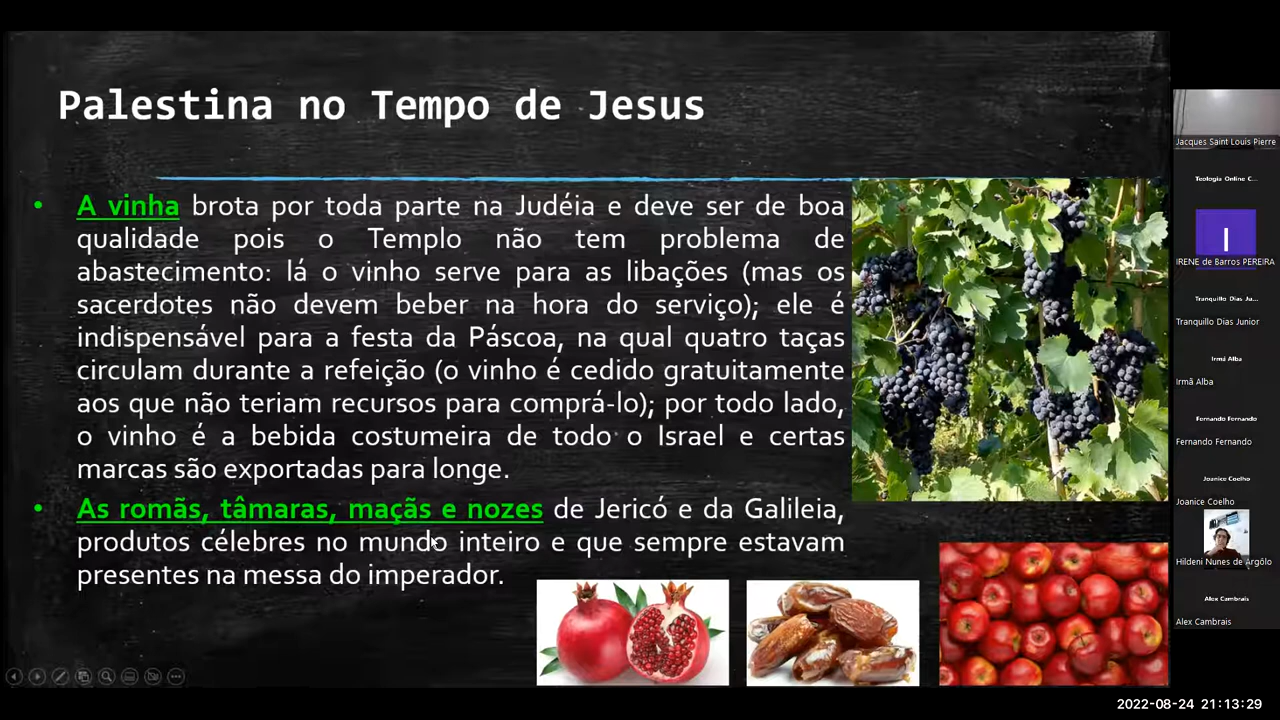 Palestina no Tempo de Jesus
• A vinha brota por toda parte na Judéia e deve ser de boa
qualidade pois o Templo não tem problema de
abastecimento: lá o vinho serve para as libações (mas os
sacerdotes não devem beber na hora do serviço); ele é
indispensável para a festa da Páscoa, na qual quatro taças
circulam durante a refeição (o vinho é cedido gratuitamente
aos que não teriam recursos para comprá-lo); por todo lado,
o vinho é a bebida costumeira de todo o Israel e certas
marcas são exportadas para longe.
• As romãs, tâmaras, maçãs e nozes de Jericó e da Galileia,
produtos célebres no mundo inteiro e que sempre estavam
presentes na messa do imperador.
Jacques Saint Louis Pierre
Teologia Online C...
I
IRENE de Barros PEREIRA
Tranquillo Dias Ju...
Tranquillo Dias Junior
Irmá Alba
Irmã Alba
Fernando Fernando
Fernando Fernando
Joanice Coelho
Joanice Coelho
Hildeni Nunes de Argôlo
Alex Cambrais
Alex Cambrais
2022-08-24 21:13:29